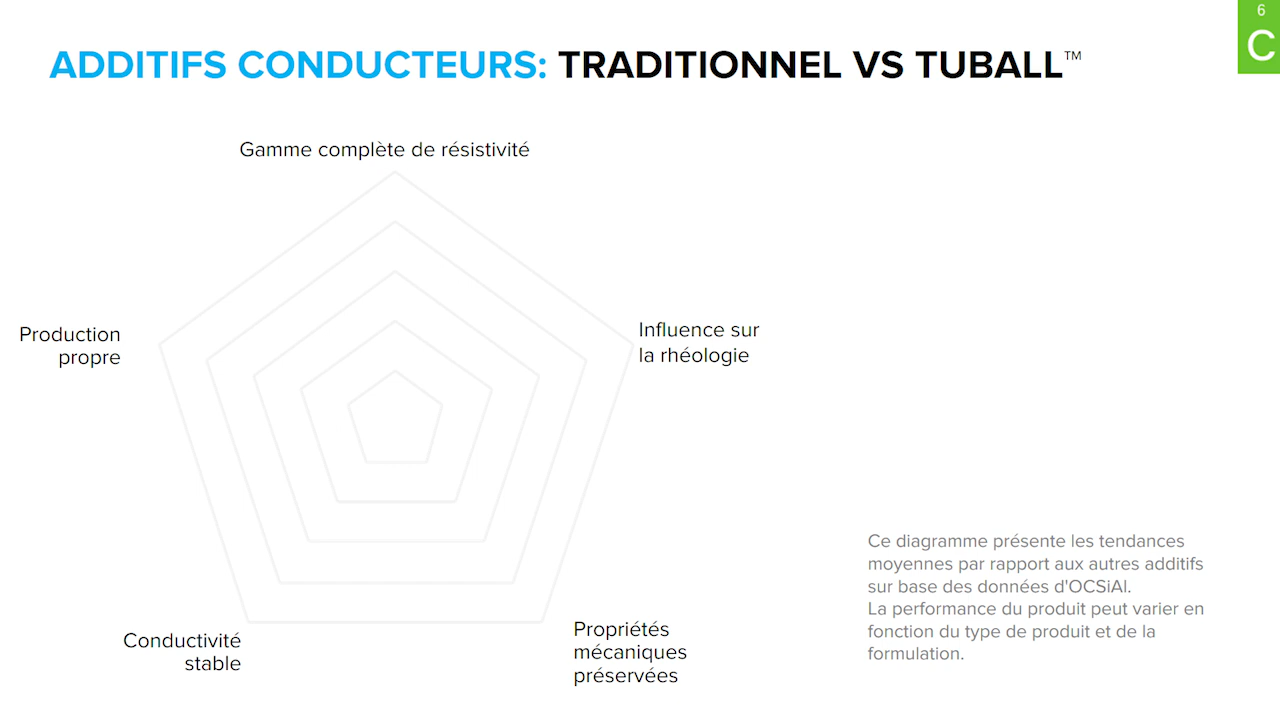 6
C
ADDITIFS CONDUCTEURS: TRADITIONNEL VS TUBALL™
Gamme complète de résistivité
Production
propre
Influence sur
la rhéologie
Conductivité
stable
Propriétés
mécaniques
préservées
Ce diagramme présente les tendances
moyennes par rapport aux autres additifs
sur base des données d'OCSiAl.
La performance du produit peut varier en
fonction du type de produit et de la
formulation.